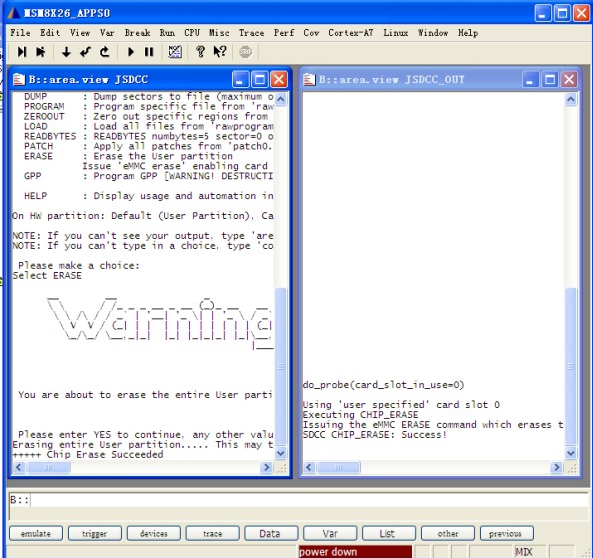 MSM8X26_APPS0
File Edit View Var Break Run CPU Misc Trace Perf Cov Cortex-A7 Linux Window Help
B::area.view JSDCC
DUMP : Dump sectors to file (maximum o
PROGRAM : Program specific file from 'raw
ZEROOUT : Zero out specific regions from
LOAD : Load all files from 'rawprogram
READBYTES : READBYTES numbytes=5 sector=0 o
PATCH : Apply all patches from 'patch0.
ERASE : Erase the User partition
Issue 'eMMC erase' enabling card
GPP : Program GPP [WARNING! DESTRUCTI
HELP : Display usage and automation in
On HW partition: Default (User Partition), Ca
NOTE: If you can't see your output, type 'are
NOTE: If you can't type in a choice, type 'co
Please make a choice:
Select ERASE
Warning
You are about to erase the entire User parti
Please enter YES to continue, any other valu
Erasing entire User partition..... This may t
+++++ Chip Erase Succeeded
B::area.view JSDCC_OUT
do_probe(card_slot_in_use=0)
Using 'user specified' card slot 0
Executing CHIP_ERASE
Issuing the eMMC ERASE command which erases t
SDCC CHIP_ERASE: Success!
B::
emulate trigger devices trace Data Var List other previous
power down MIX